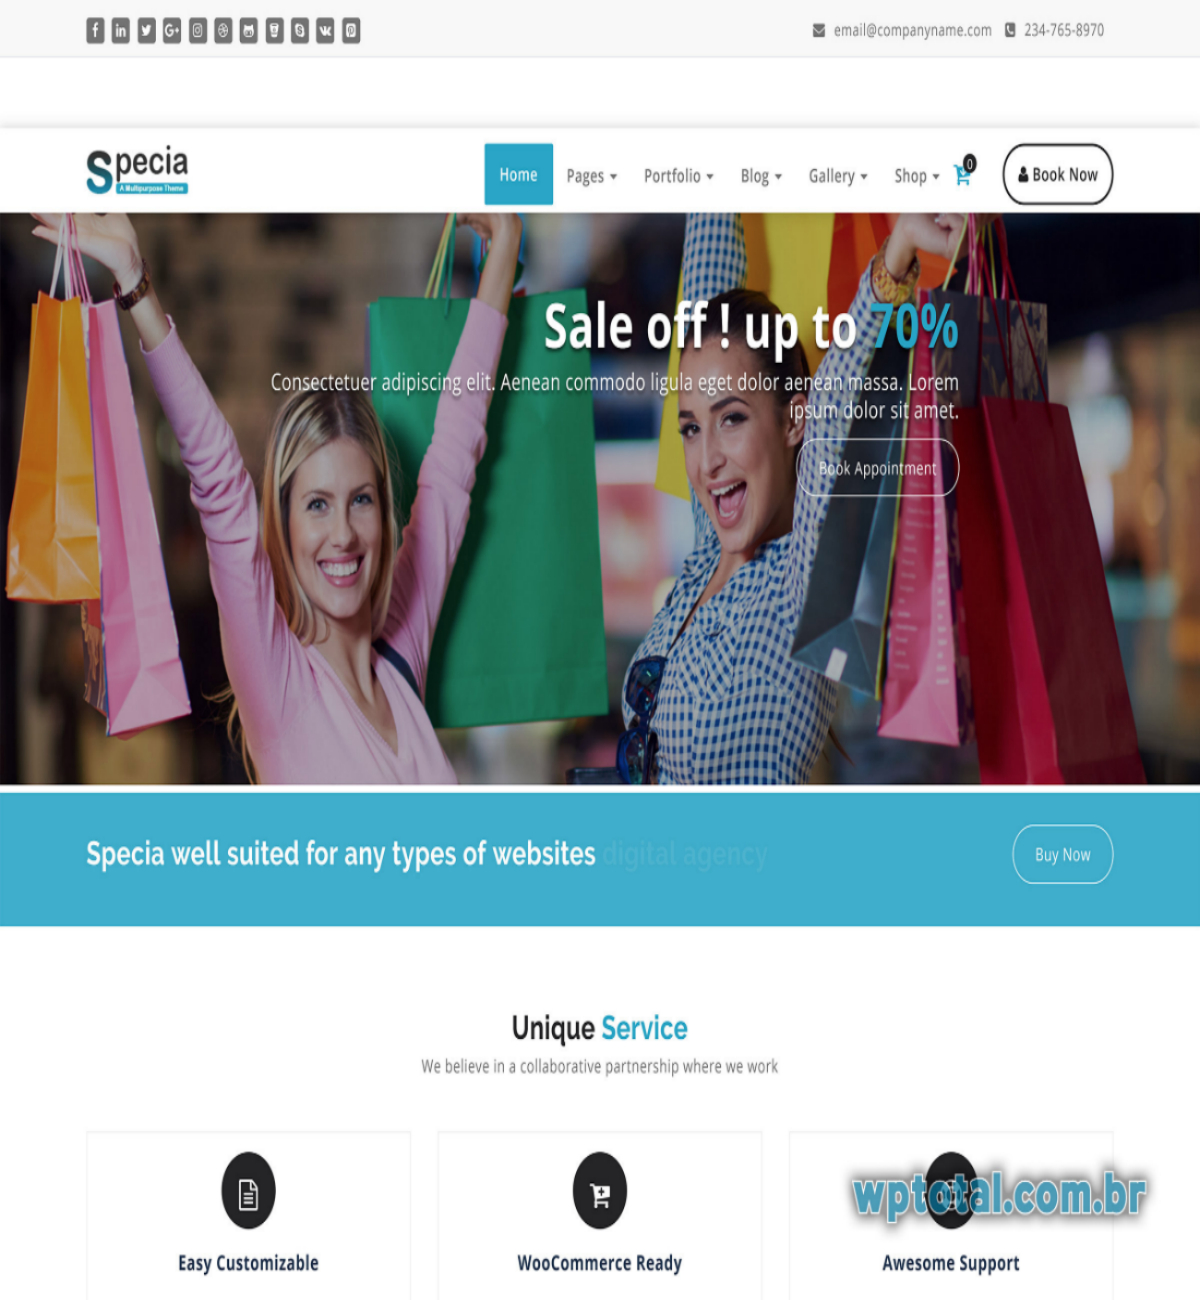 email@companyname.com 234-765-8970
Specia
A Multipurpose Theme
Home Pages Portfolio Blog Gallery Shop 0 Book Now
Sale off ! up to 70%
Consectetuer adipiscing elit. Aenean commodo ligula eget dolor aenean massa. Lorem
ipsum dolor sit amet.
Book Appointment
Specia well suited for any types of websites digital agency
Buy Now
Unique Service
We believe in a collaborative partnership where we work
wptotal.com.br
Easy Customizable WooCommerce Ready Awesome Support